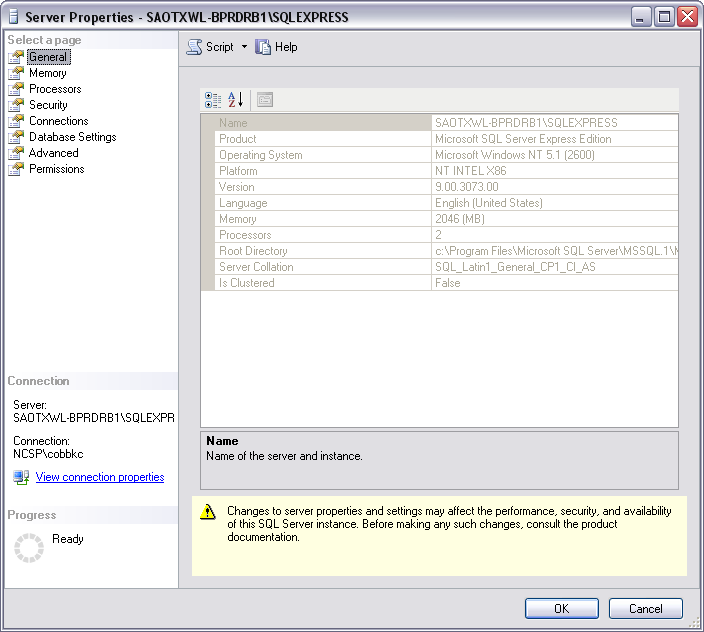 Server Properties - SAOTXWL-BPRDRB1\SQLEXPRESS
Select a page
General
Memory
Processors
Security
Connections
Database Settings
Advanced
Permissions
Connection
Server:
SAOTXWL-BPRDRB1\SQLEXPR
Connection:
NCSP\cobbkc
View connection properties
Progress
Ready
Script Help
Name SAOTXWL-BPRDRB1\SQLEXPRESS
Product Microsoft SQL Server Express Edition
Operating System Microsoft Windows NT 5.1 (2600)
Platform NT INTEL X86
Version 9.00.3073.00
Language English (United States)
Memory 2046 (MB)
Processors 2
Root Directory c:\Program Files\Microsoft SQL Server\MSSQL.1\M
Server Collation SQL_Latin1_General_CP1_CI_AS
Is Clustered False
Name
Name of the server and instance.
Changes to server properties and settings may affect the performance, security, and availability
of this SQL Server instance. Before making any such changes, consult the product
documentation.
OK Cancel